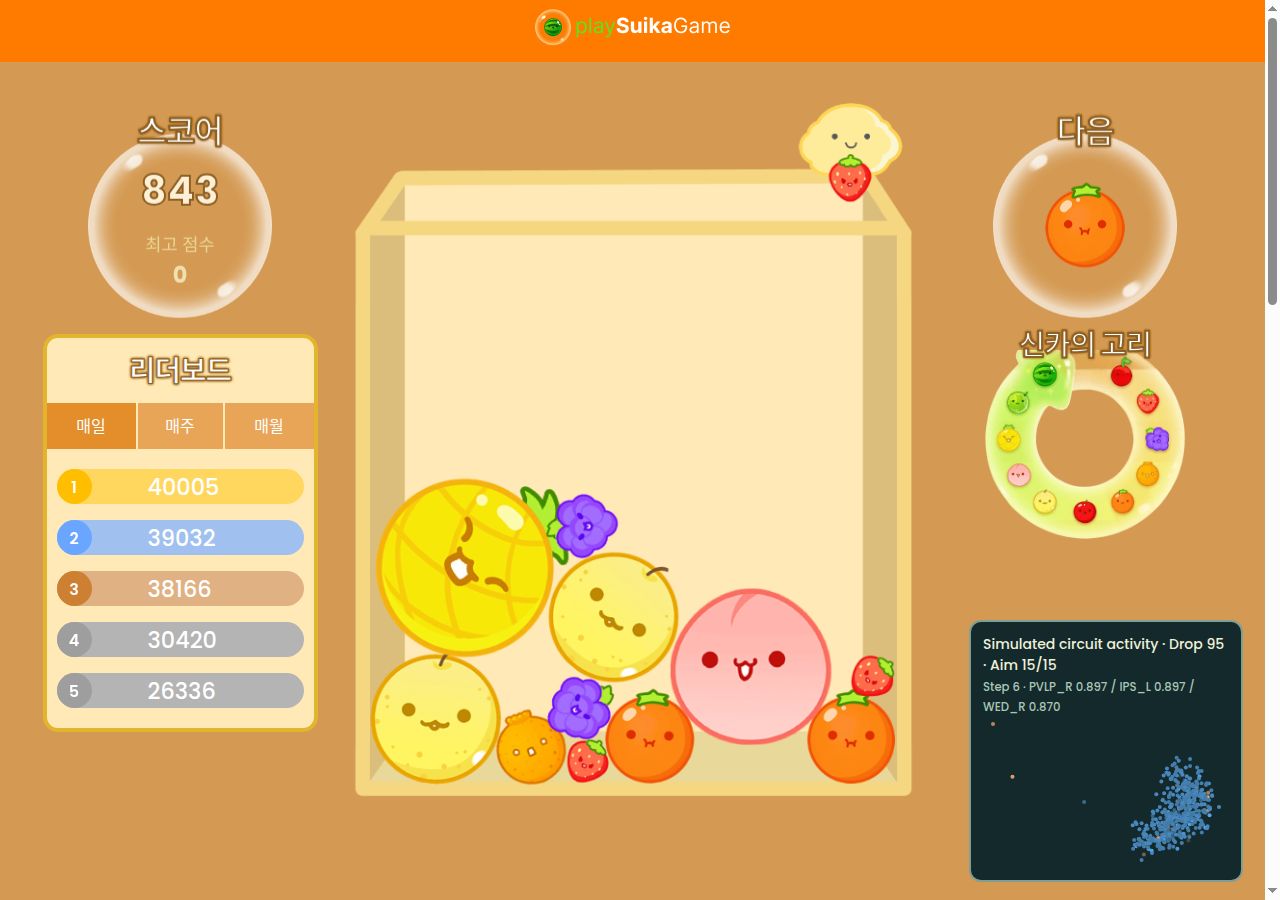 playSuikaGame
스코어
843
최고 점수
0
리더보드
매일 매주 매월
1 40005
2 39032
3 38166
4 30420
5 26336
다음
신카의 고리
Simulated circuit activity · Drop 95
· Aim 15/15
Step 6 · PVLP_R 0.897 / IPS_L 0.897 /
WED_R 0.870